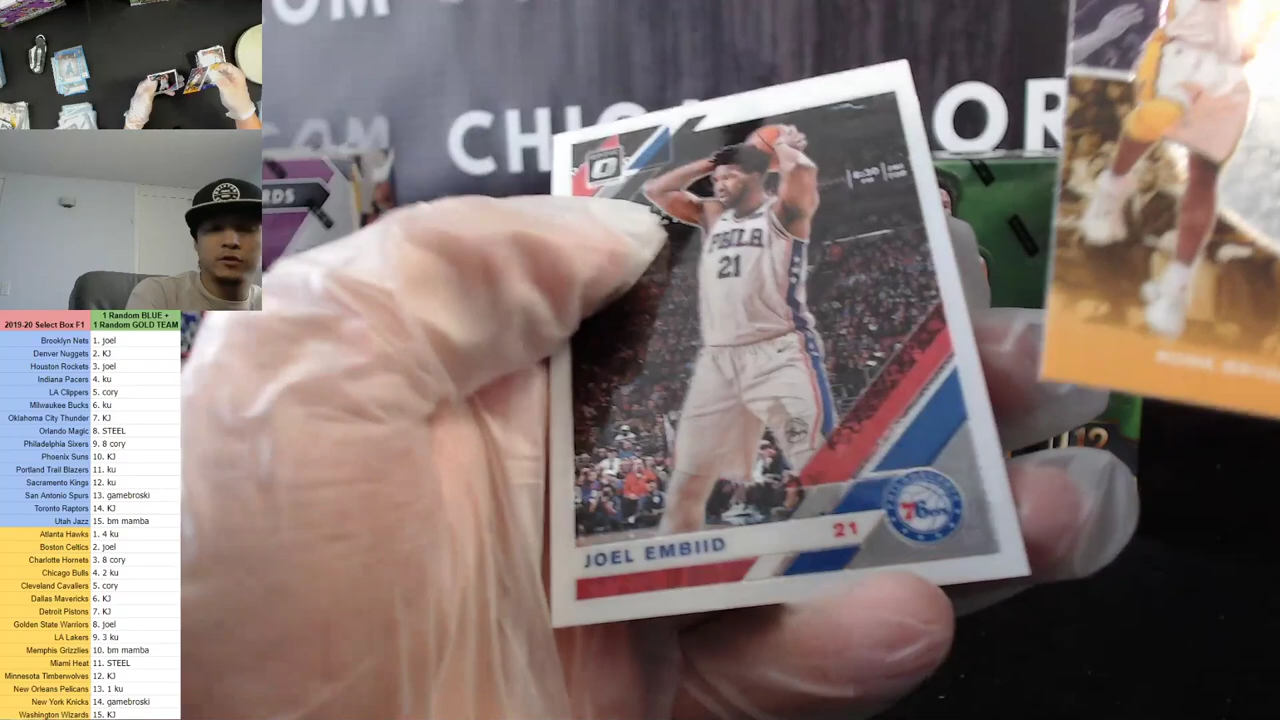 OM
.COM
CHI
OR
RDS
12
PHILA
21
JOEL EMBIID
21
76ers
2019-20 Select Box F1
1 Random BLUE +
1 Random GOLD TEAM
Brooklyn Nets 1. joel
Denver Nuggets 2. KJ
Houston Rockets 3. joel
Indiana Pacers 4. ku
LA Clippers 5. cory
Milwaukee Bucks 6. ku
Oklahoma City Thunder 7. KJ
Orlando Magic 8. STEEL
Philadelphia Sixers 9. 8 cory
Phoenix Suns 10. KJ
Portland Trail Blazers 11. ku
Sacramento Kings 12. ku
San Antonio Spurs 13. gamebroski
Toronto Raptors 14. KJ
Utah Jazz 15. bm mamba
Atlanta Hawks 1. 4 ku
Boston Celtics 2. joel
Charlotte Hornets 3. 8 cory
Chicago Bulls 4. 2 ku
Cleveland Cavaliers 5. cory
Dallas Mavericks 6. KJ
Detroit Pistons 7. KJ
Golden State Warriors 8. joel
LA Lakers 9. 3 ku
Memphis Grizzlies 10. bm mamba
Miami Heat 11. STEEL
Minnesota Timberwolves 12. KJ
New Orleans Pelicans 13. 1 ku
New York Knicks 14. gamebroski
Washington Wizards 15. KJ